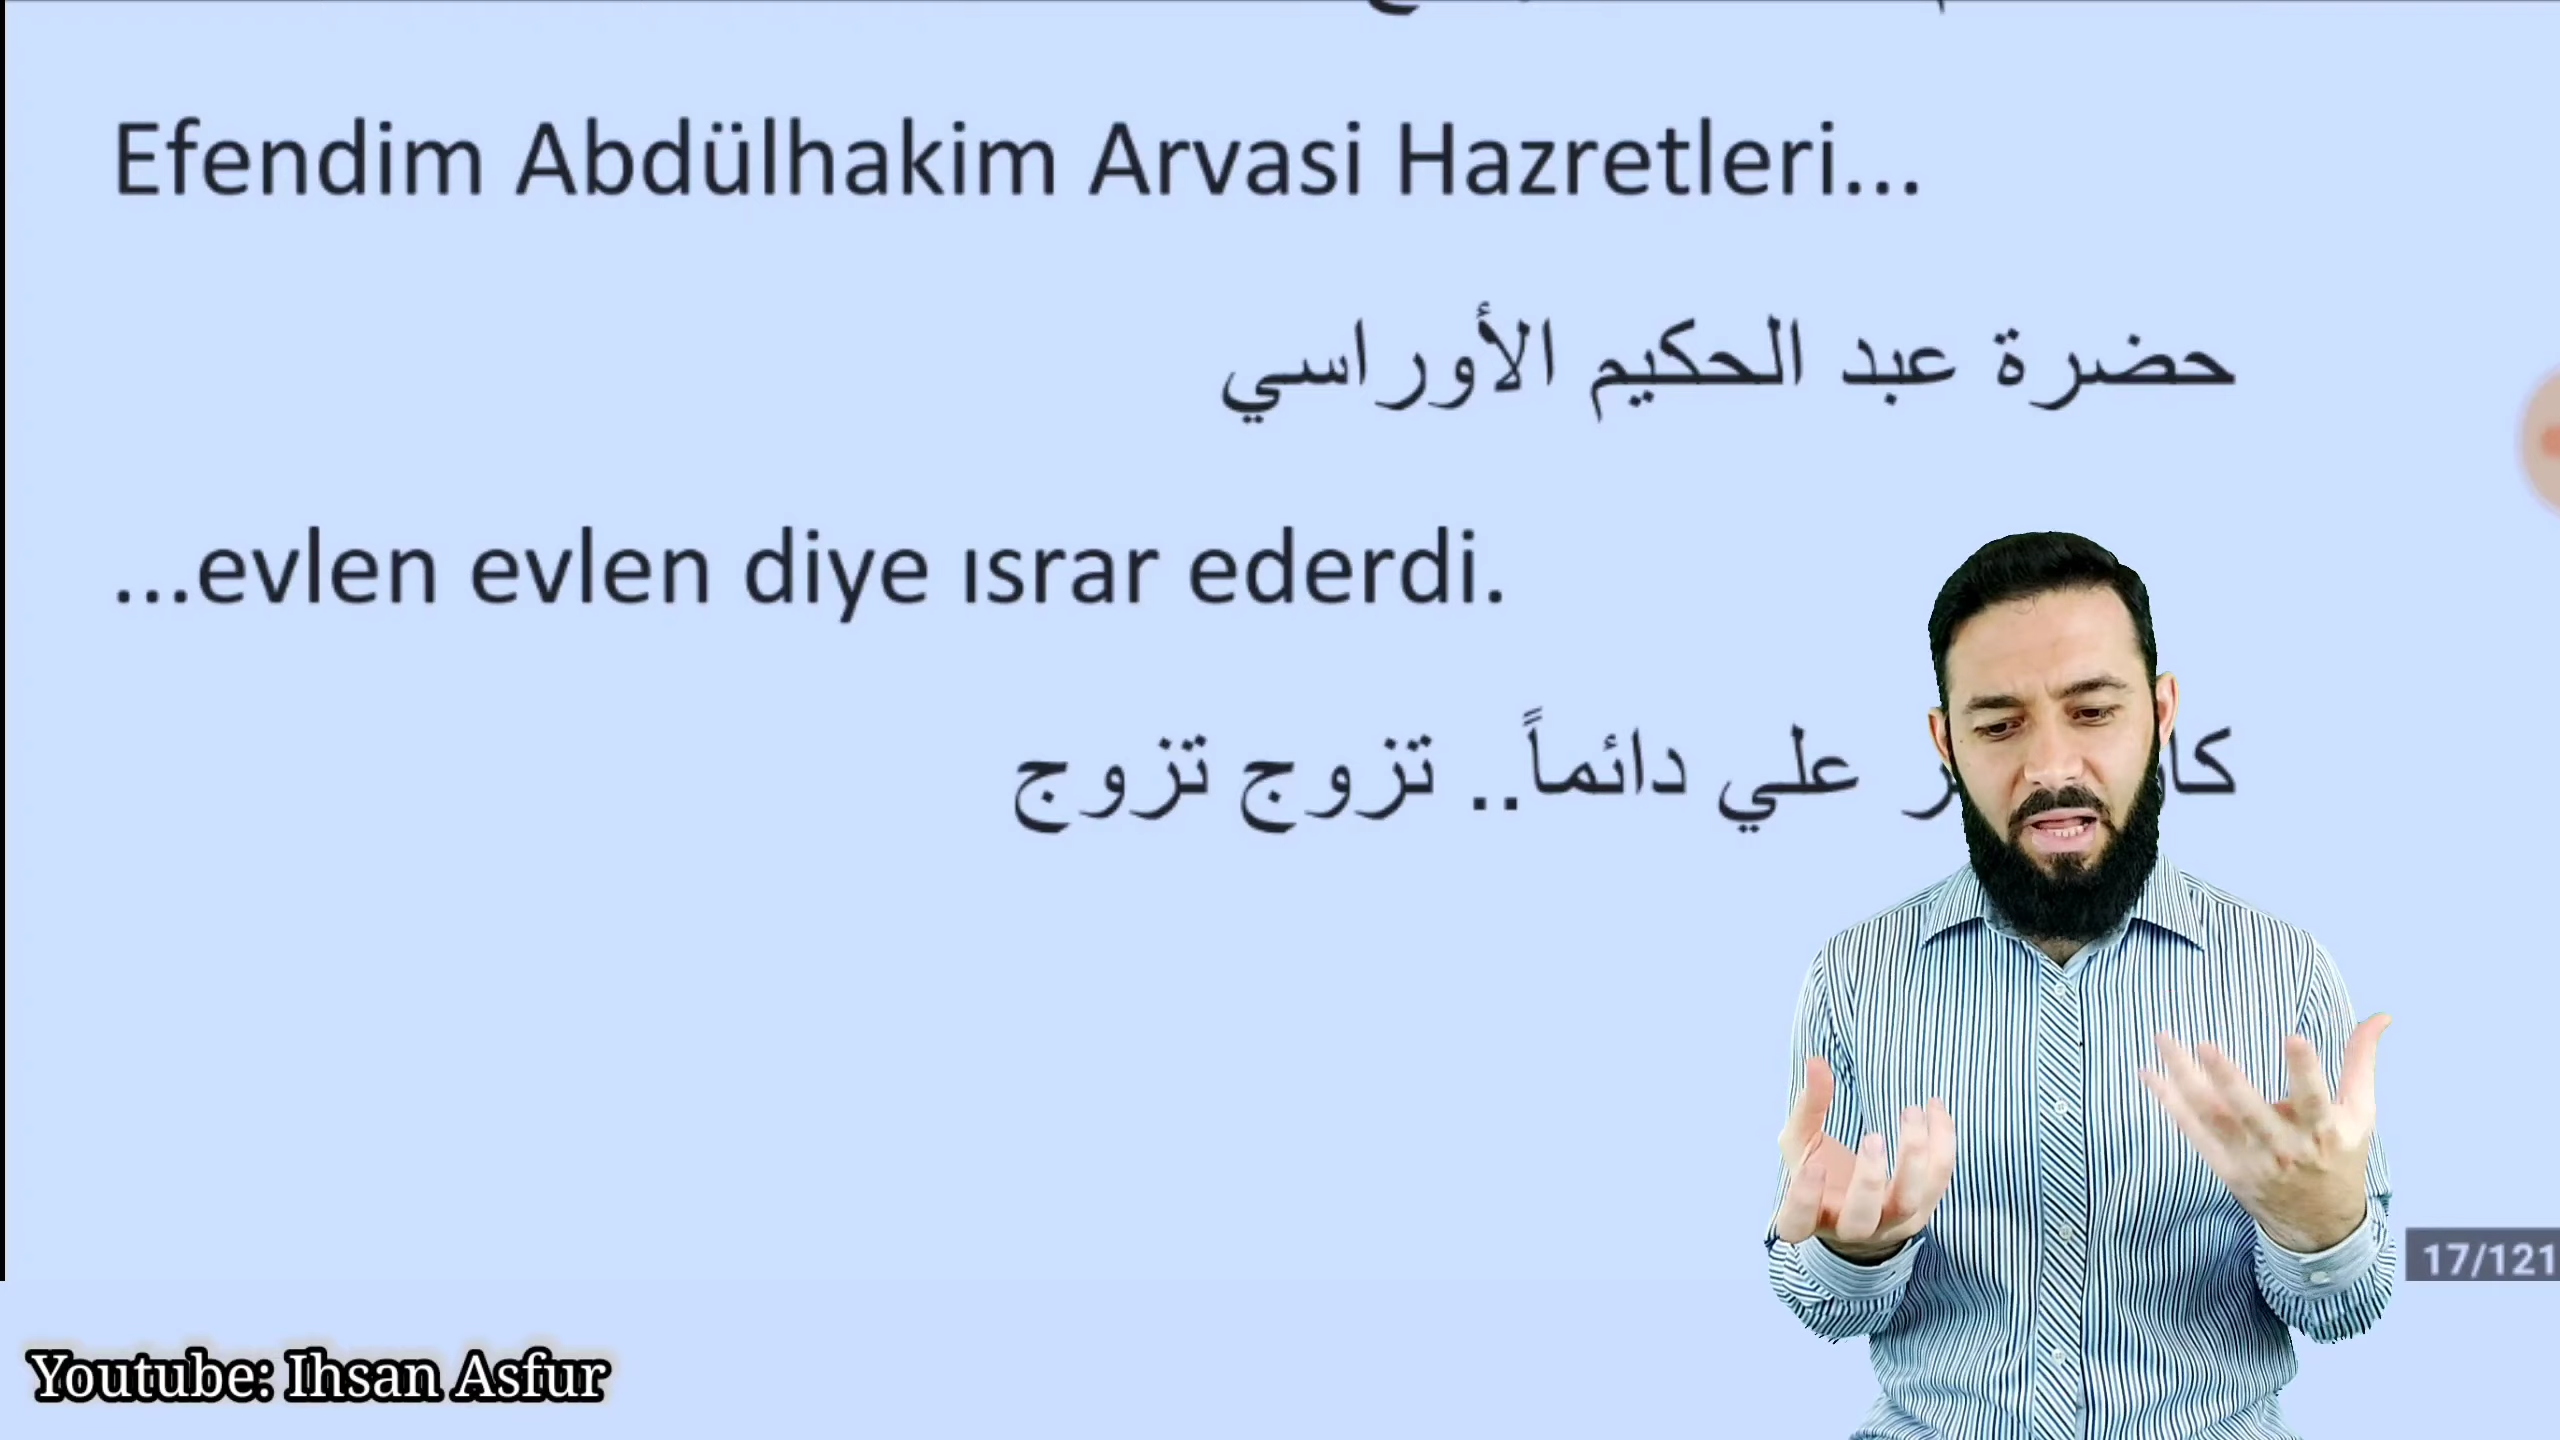 Efendim Abdülhakim Arvasi Hazretleri...
حضرة عبد الحكيم الأوراسي
...evlen evlen diye ısrar ederdi.
علي دائماً.. تزوج تزوج
17/121
Youtube: Ihsan Asfur